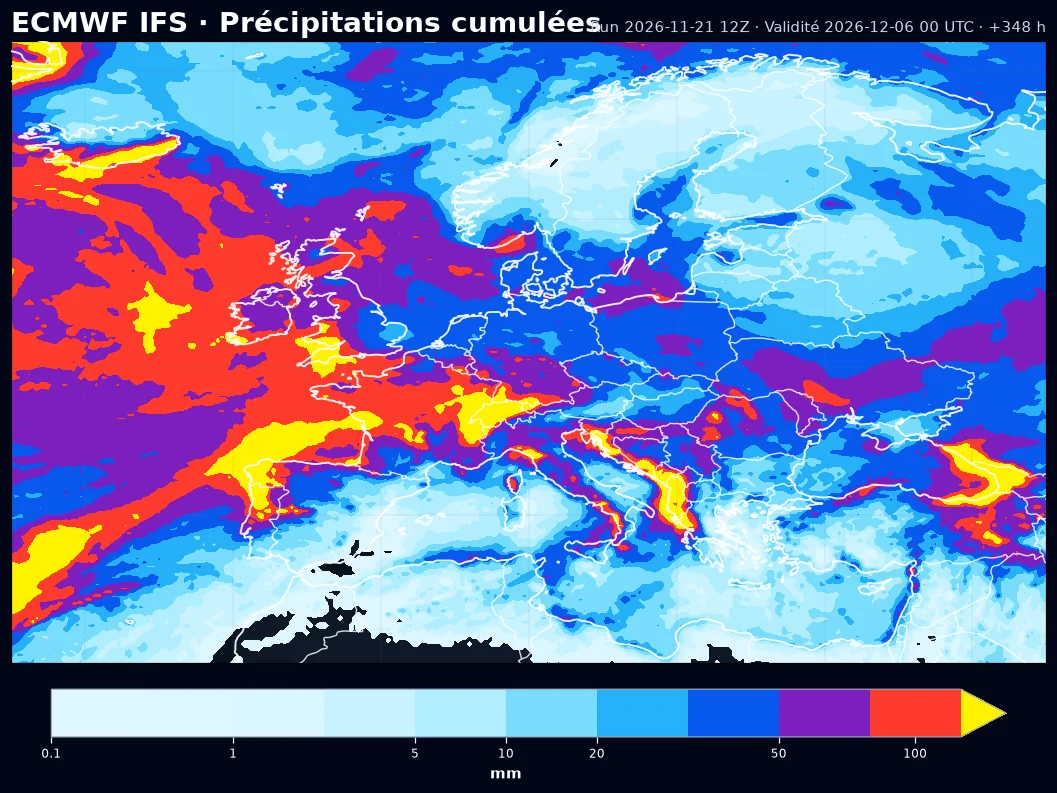 ECMWF IFS · Précipitations cumulées
Run 2026-11-21 12Z · Validité 2026-12-06 00 UTC · +348 h
0.1 1 5 10 20 50 100
mm